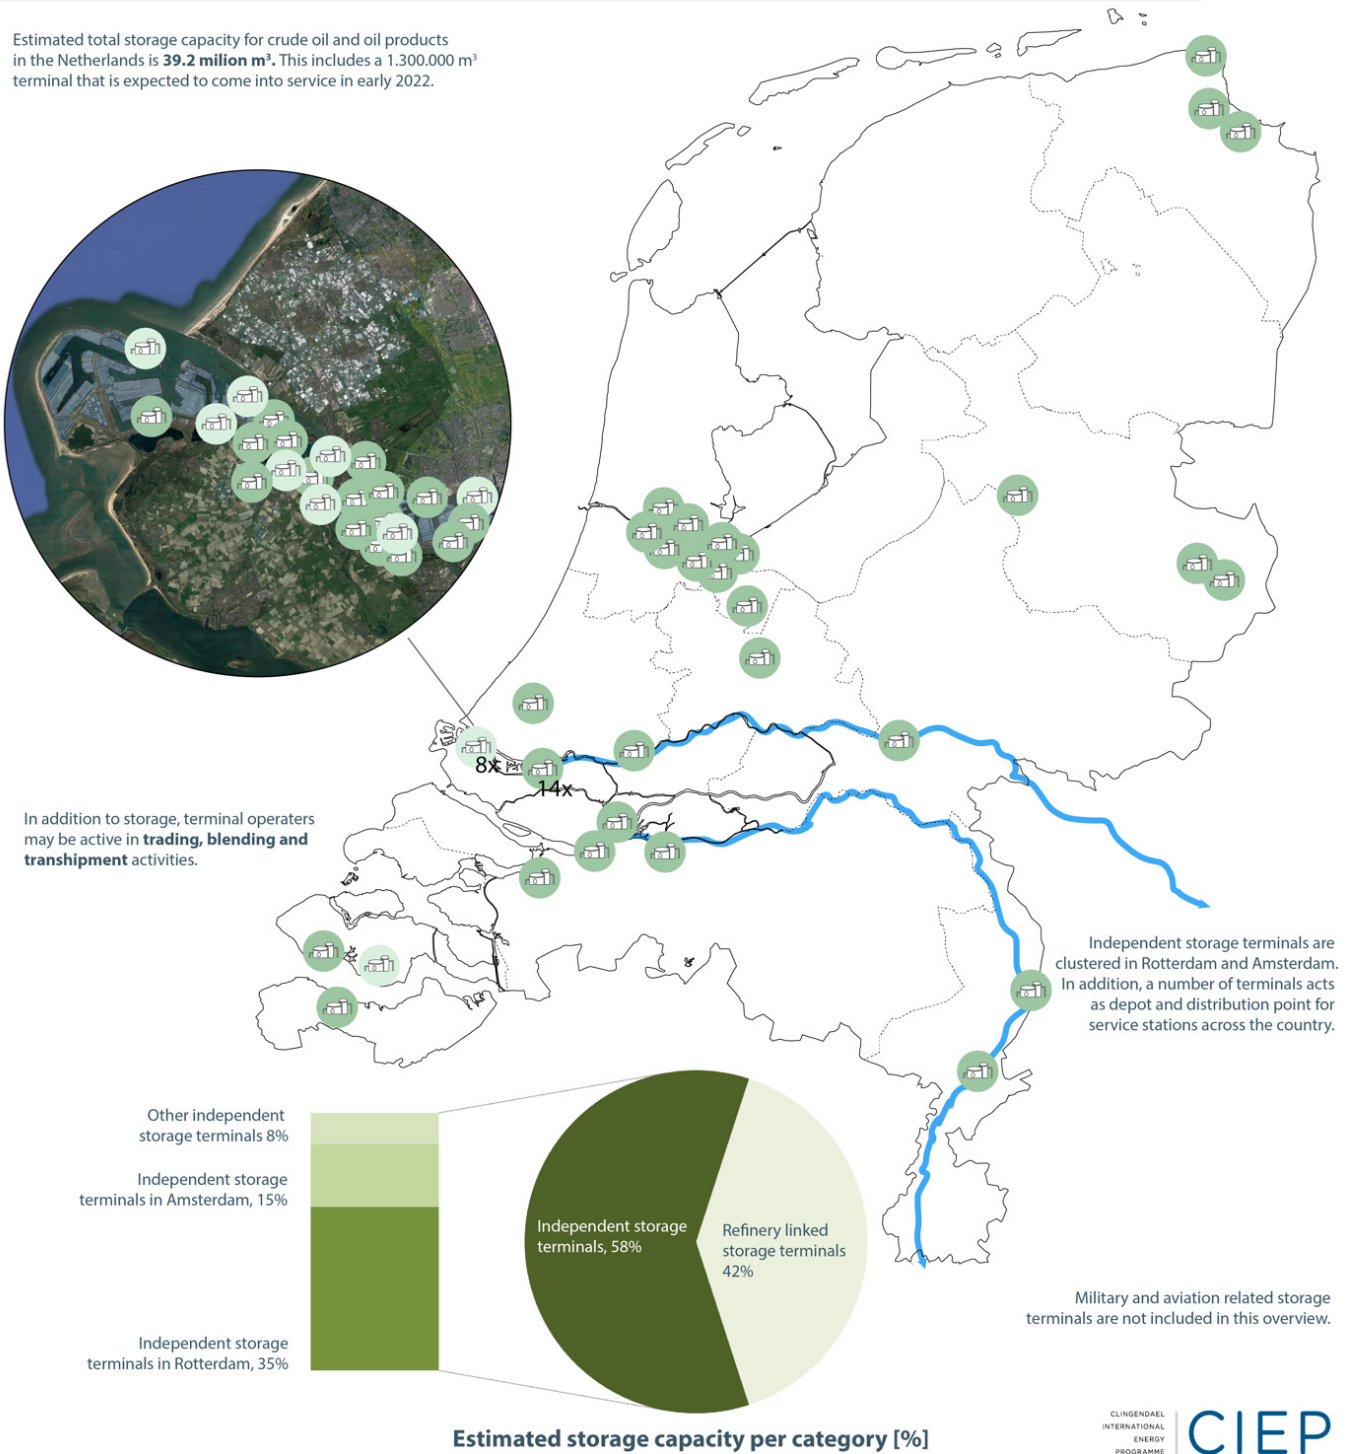 Estimated total storage capacity for crude oil and oil products
in the Netherlands is 39.2 milion m³. This includes a 1.300.000 m³
terminal that is expected to come into service in early 2022.
8x
14x
In addition to storage, terminal operaters
may be active in trading, blending and
transhipment activities.
Independent storage terminals are
clustered in Rotterdam and Amsterdam.
In addition, a number of terminals acts
as depot and distribution point for
service stations across the country.
Other independent
storage terminals 8%
Independent storage
terminals in Amsterdam, 15%
Independent storage
terminals in Rotterdam, 35%
Independent storage
terminals, 58%
Refinery linked
storage terminals
42%
Military and aviation related storage
terminals are not included in this overview.
Estimated storage capacity per category [%]
CLINGENDAEL
INTERNATIONAL
ENERGY
PROGRAMME
CIEP